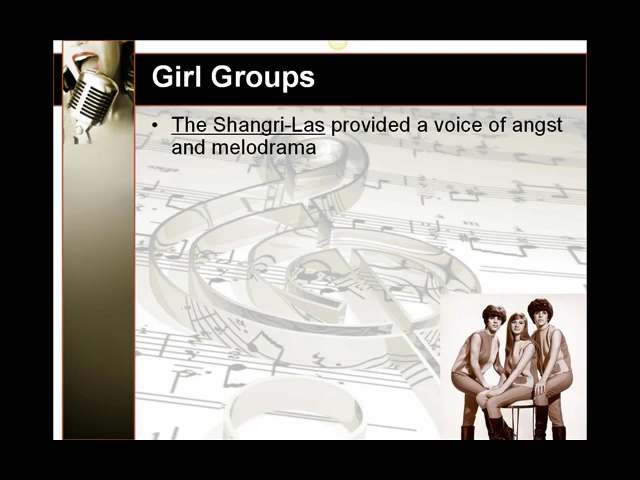 Girl Groups
• The Shangri-Las provided a voice of angst
and melodrama